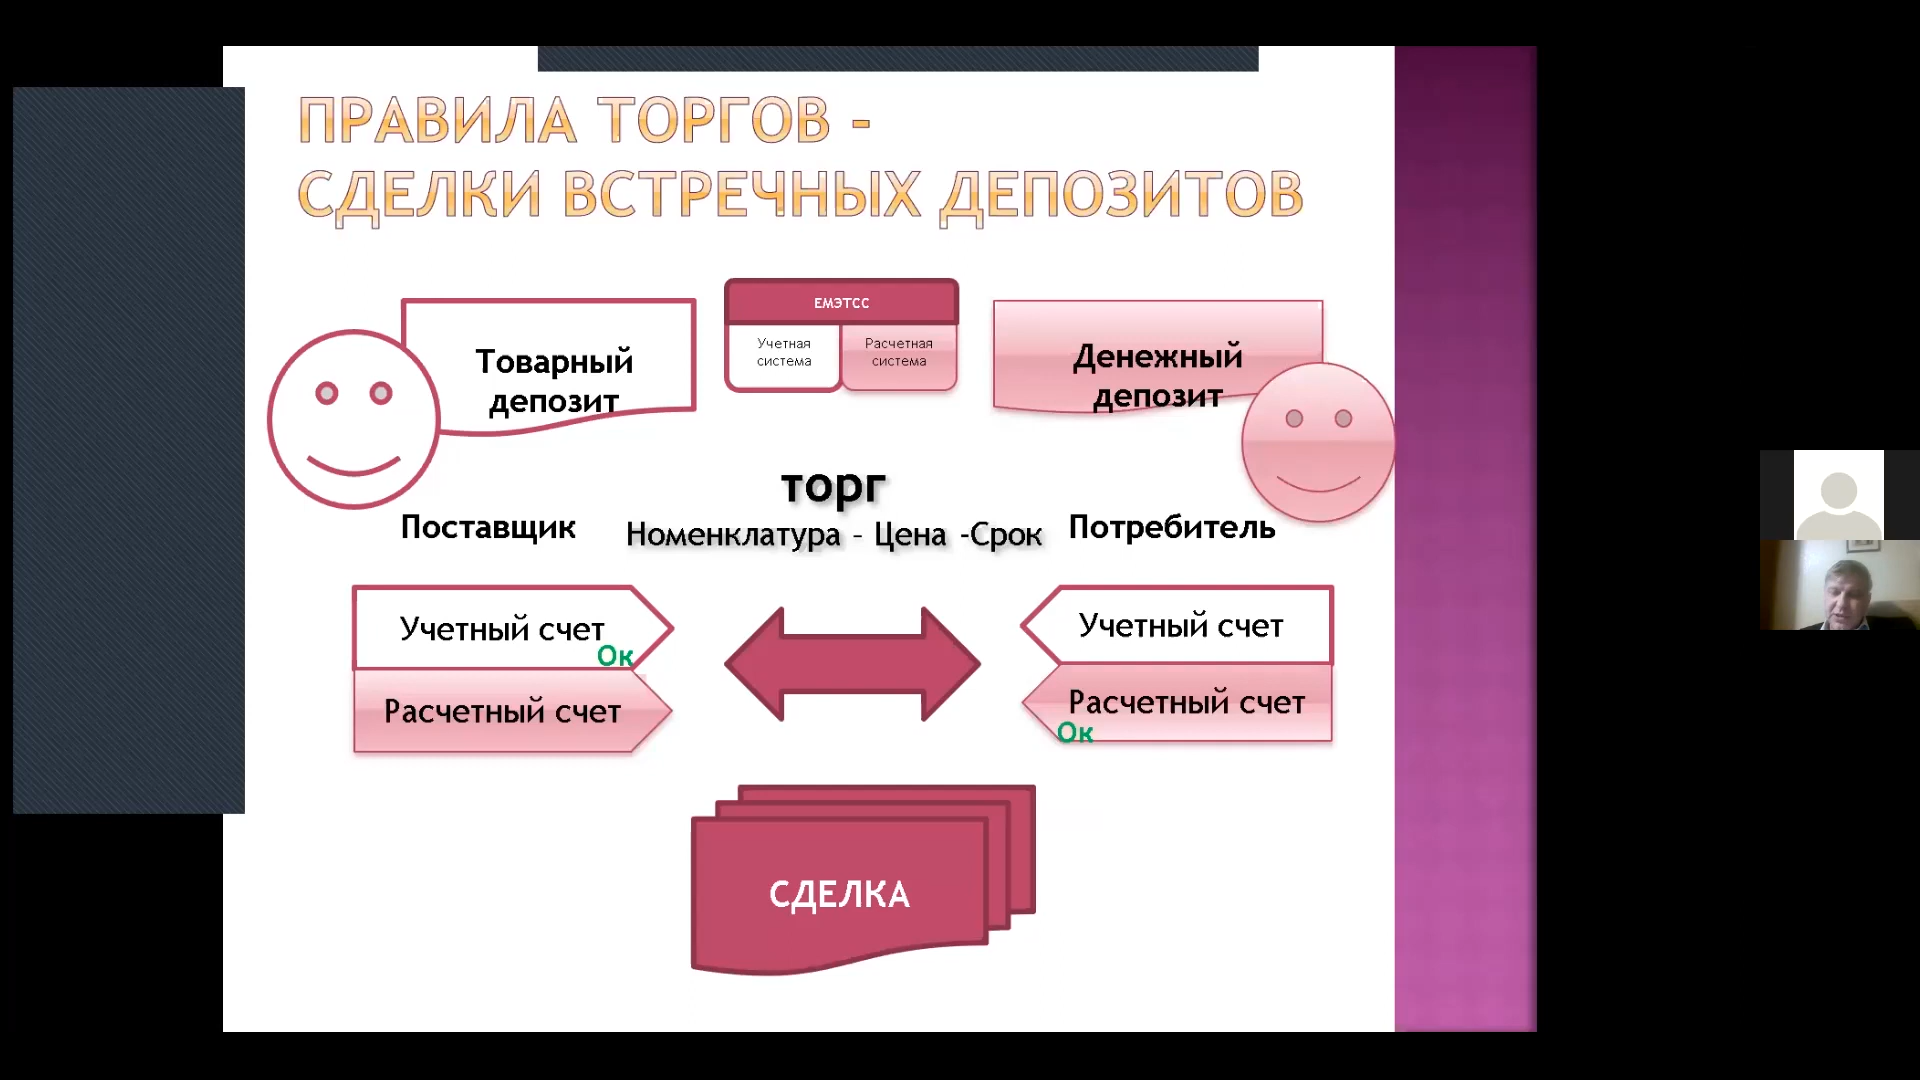 ПРАВИЛА ТОРГОВ -
СДЕЛКИ ВСТРЕЧНЫХ ДЕПОЗИТОВ
Товарный
депозит
ЕМЭТСС
Учетная
система
Расчетная
система
Денежный
депозит
торг
Номенклатура - Цена -Срок
Поставщик
Потребитель
Учетный счет
Ок
Расчетный счет
Учетный счет
Расчетный счет
Ок
СДЕЛКА